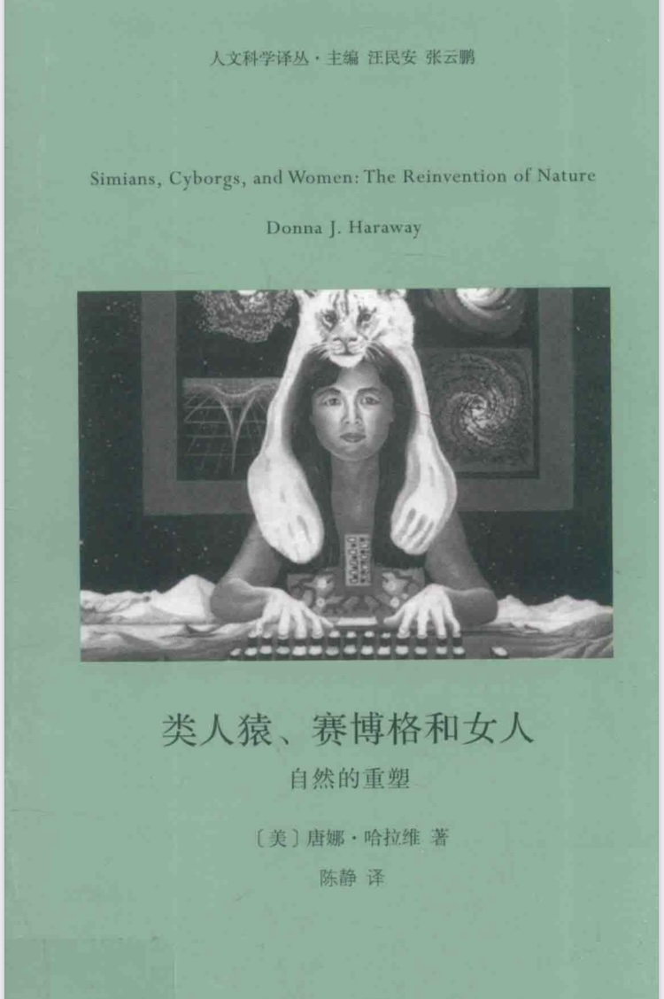 人文科学译丛·主编 汪民安 张云鹏
Simians, Cyborgs, and Women: The Reinvention of Nature
Donna J. Haraway
类人猿、赛博格和女人
自然的重塑
〔美〕唐娜·哈拉维 著
陈静 译